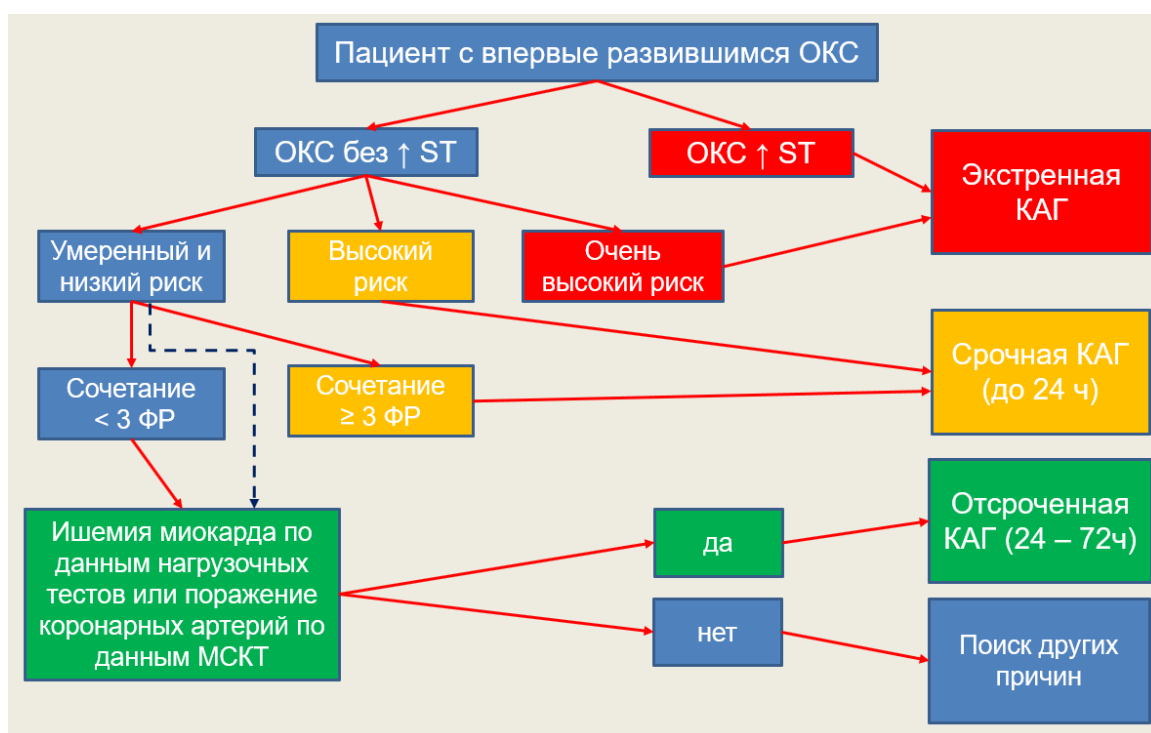 Пациент с впервые развившимся ОКС
ОКС без ↑ ST
ОКС ↑ ST
Экстренная
КАГ
Умеренный и
низкий риск
Высокий
риск
Очень
высокий риск
Срочная КАГ
(до 24 ч)
Сочетание
< 3 ФР
Сочетание
≥ 3 ФР
Ишемия миокарда по
данным нагрузочных
тестов или поражение
коронарных артерий по
данным МСКТ
да
Отсроченная
КАГ (24 – 72ч)
нет
Поиск других
причин